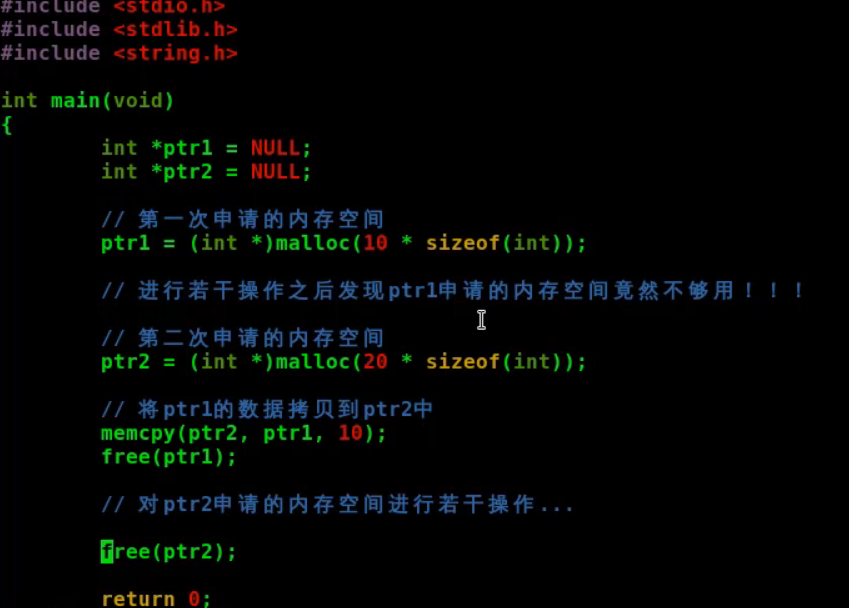 #include <stdio.h>
#include <stdlib.h>
#include <string.h>
int main(void)
{
int *ptr1 = NULL;
int *ptr2 = NULL;
// 第一次申请的内存空间
ptr1 = (int *)malloc(10 * sizeof(int));
// 进行若干操作之后发现ptr1申请的内存空间竟然不够用！！！
// 第二次申请的内存空间
ptr2 = (int *)malloc(20 * sizeof(int));
// 将ptr1的数据拷贝到ptr2中
memcpy(ptr2, ptr1, 10);
free(ptr1);
// 对ptr2申请的内存空间进行若干操作...
free(ptr2);
return 0;